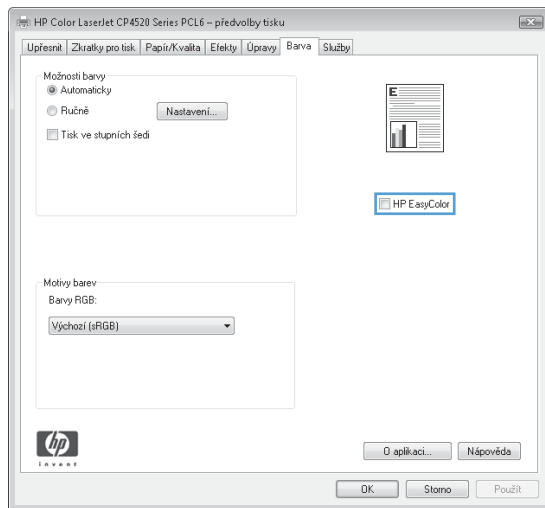 HP Color LaserJet CP4520 Series PCL6 – předvolby tisku
Upřesnit Zkratky pro tisk Papír/Kvalita Efekty Úpravy Barva Služby
Možnosti barvy
Automaticky
Ručně Nastavení...
Tisk ve stupních šedi
E
HP EasyColor
Motivy barev
Barvy RGB:
Výchozí (sRGB)
hp
invent
O aplikaci... Nápověda
OK Storno Použít